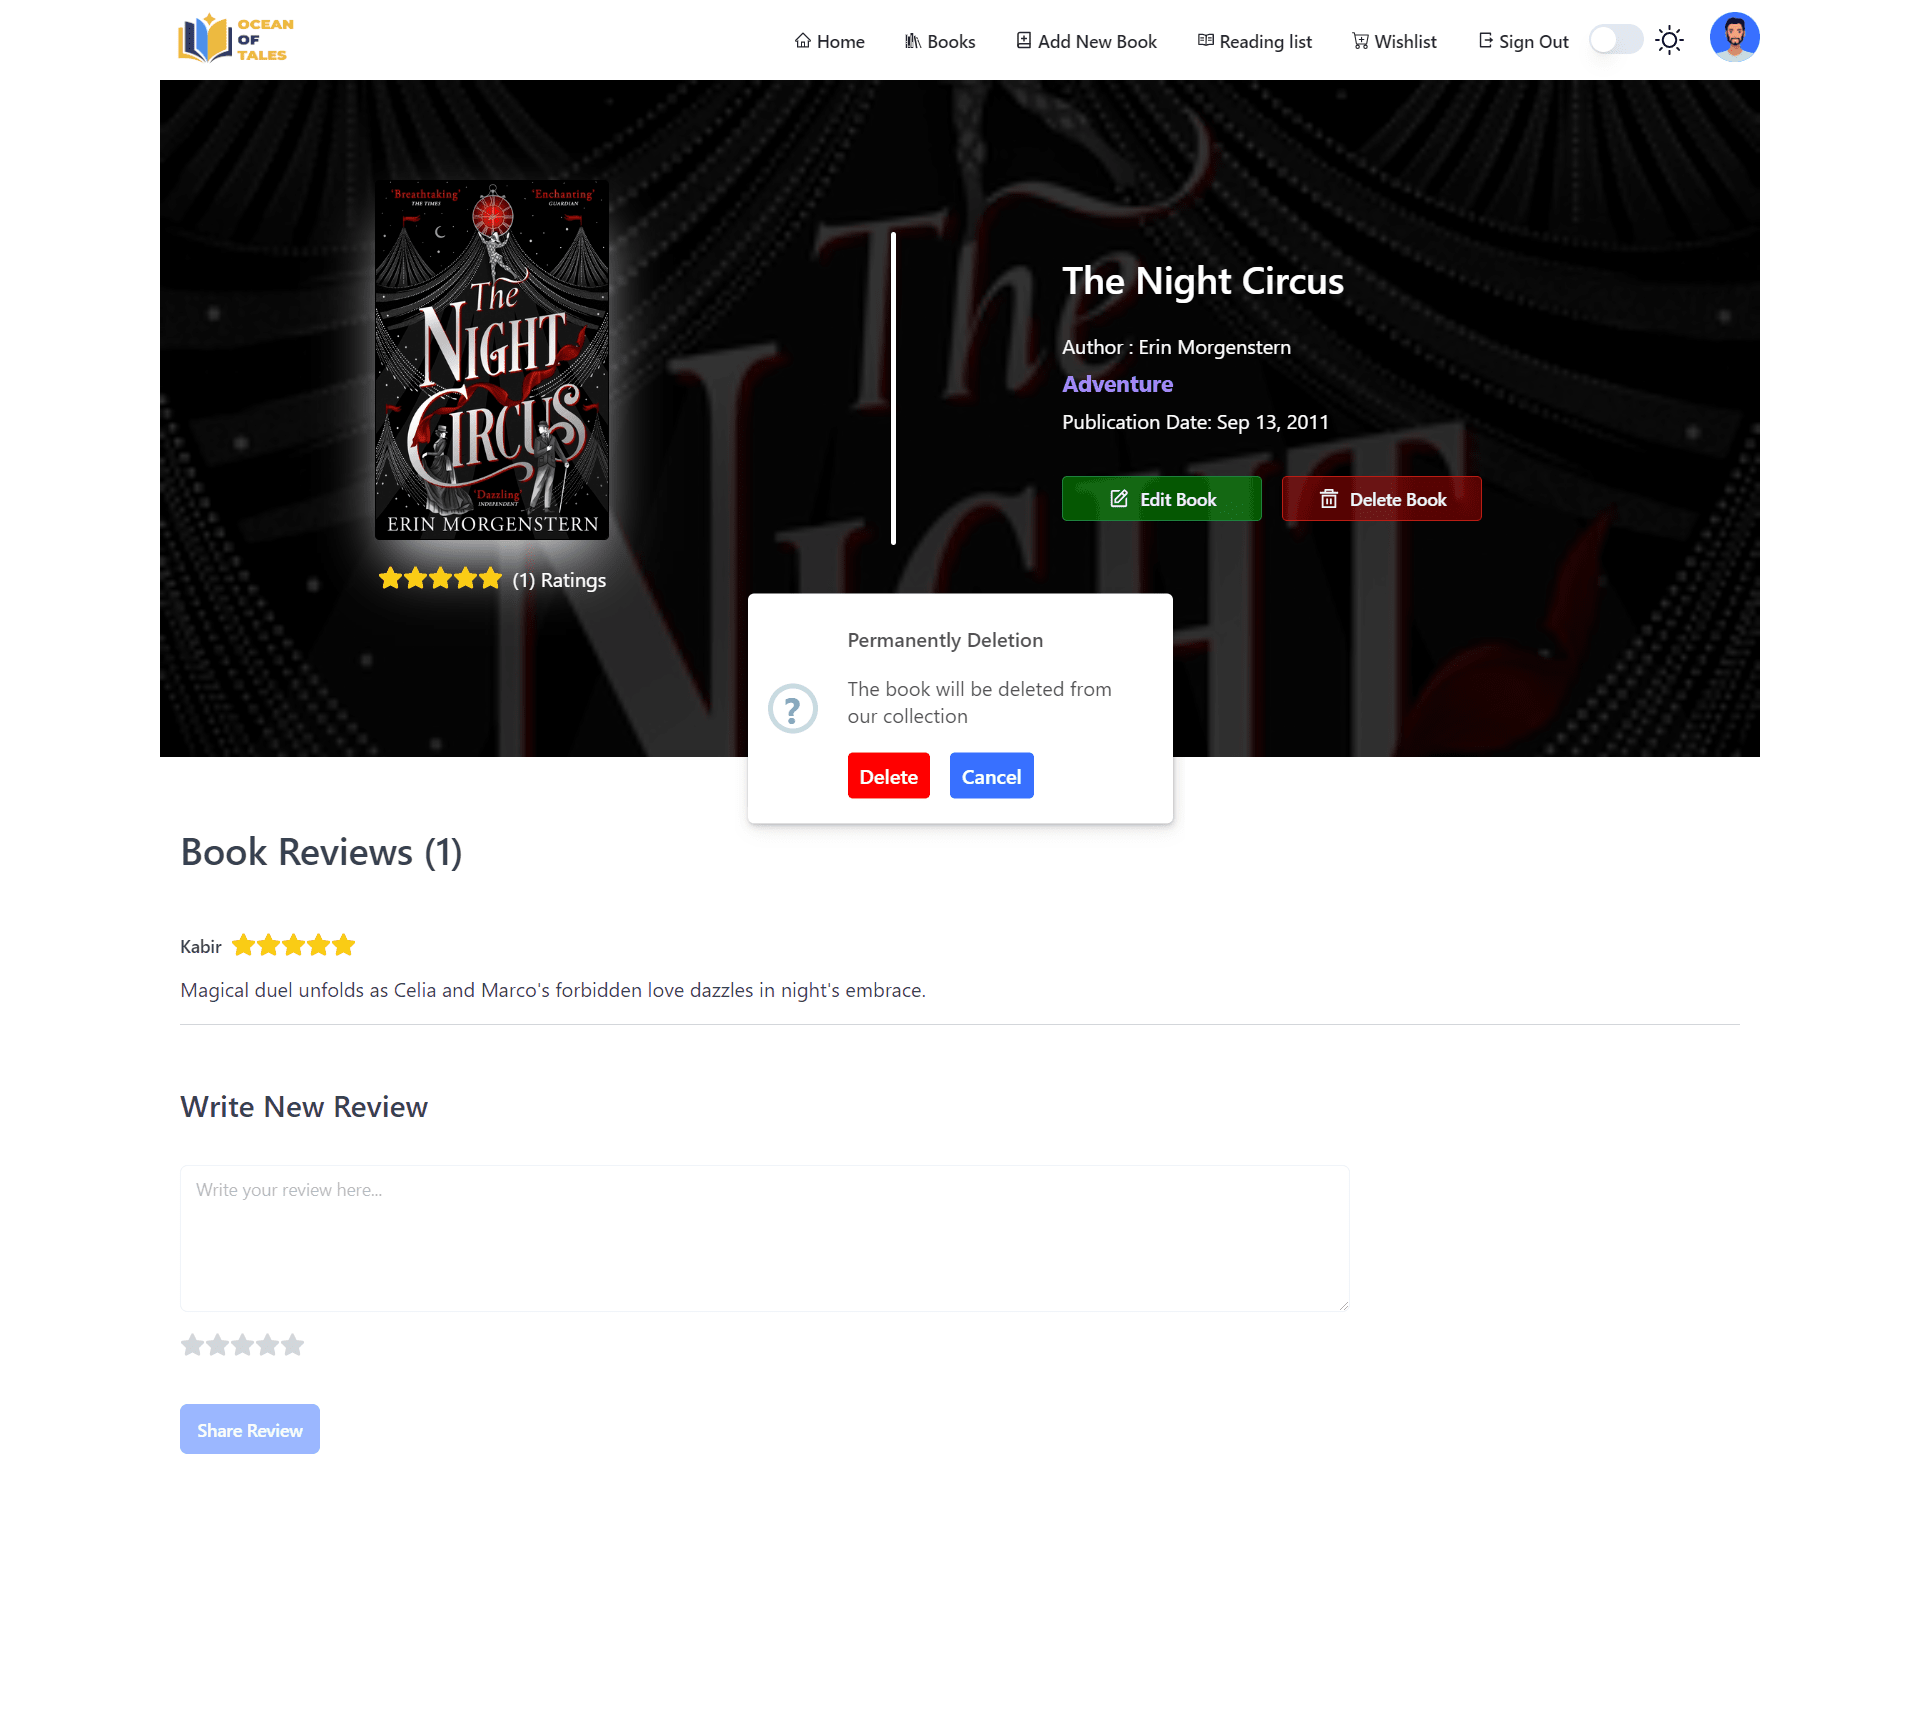 OCEAN
OF
TALES
Home
Books
Add New Book
Reading list
Wishlist
Sign Out
'Breathtaking'
THE TIMES
'Enchanting'
GUARDIAN
The
NIGHT
CIRCUS
'Dazzling'
INDEPENDENT
ERIN MORGENSTERN
(1) Ratings
The
NIGHT
The Night Circus
Author : Erin Morgenstern
Adventure
Publication Date: Sep 13, 2011
Edit Book
Delete Book
?
Permanently Deletion
The book will be deleted from
our collection
Delete
Cancel
Book Reviews (1)
Kabir
Magical duel unfolds as Celia and Marco's forbidden love dazzles in night's embrace.
Write New Review
Write your review here...
Share Review